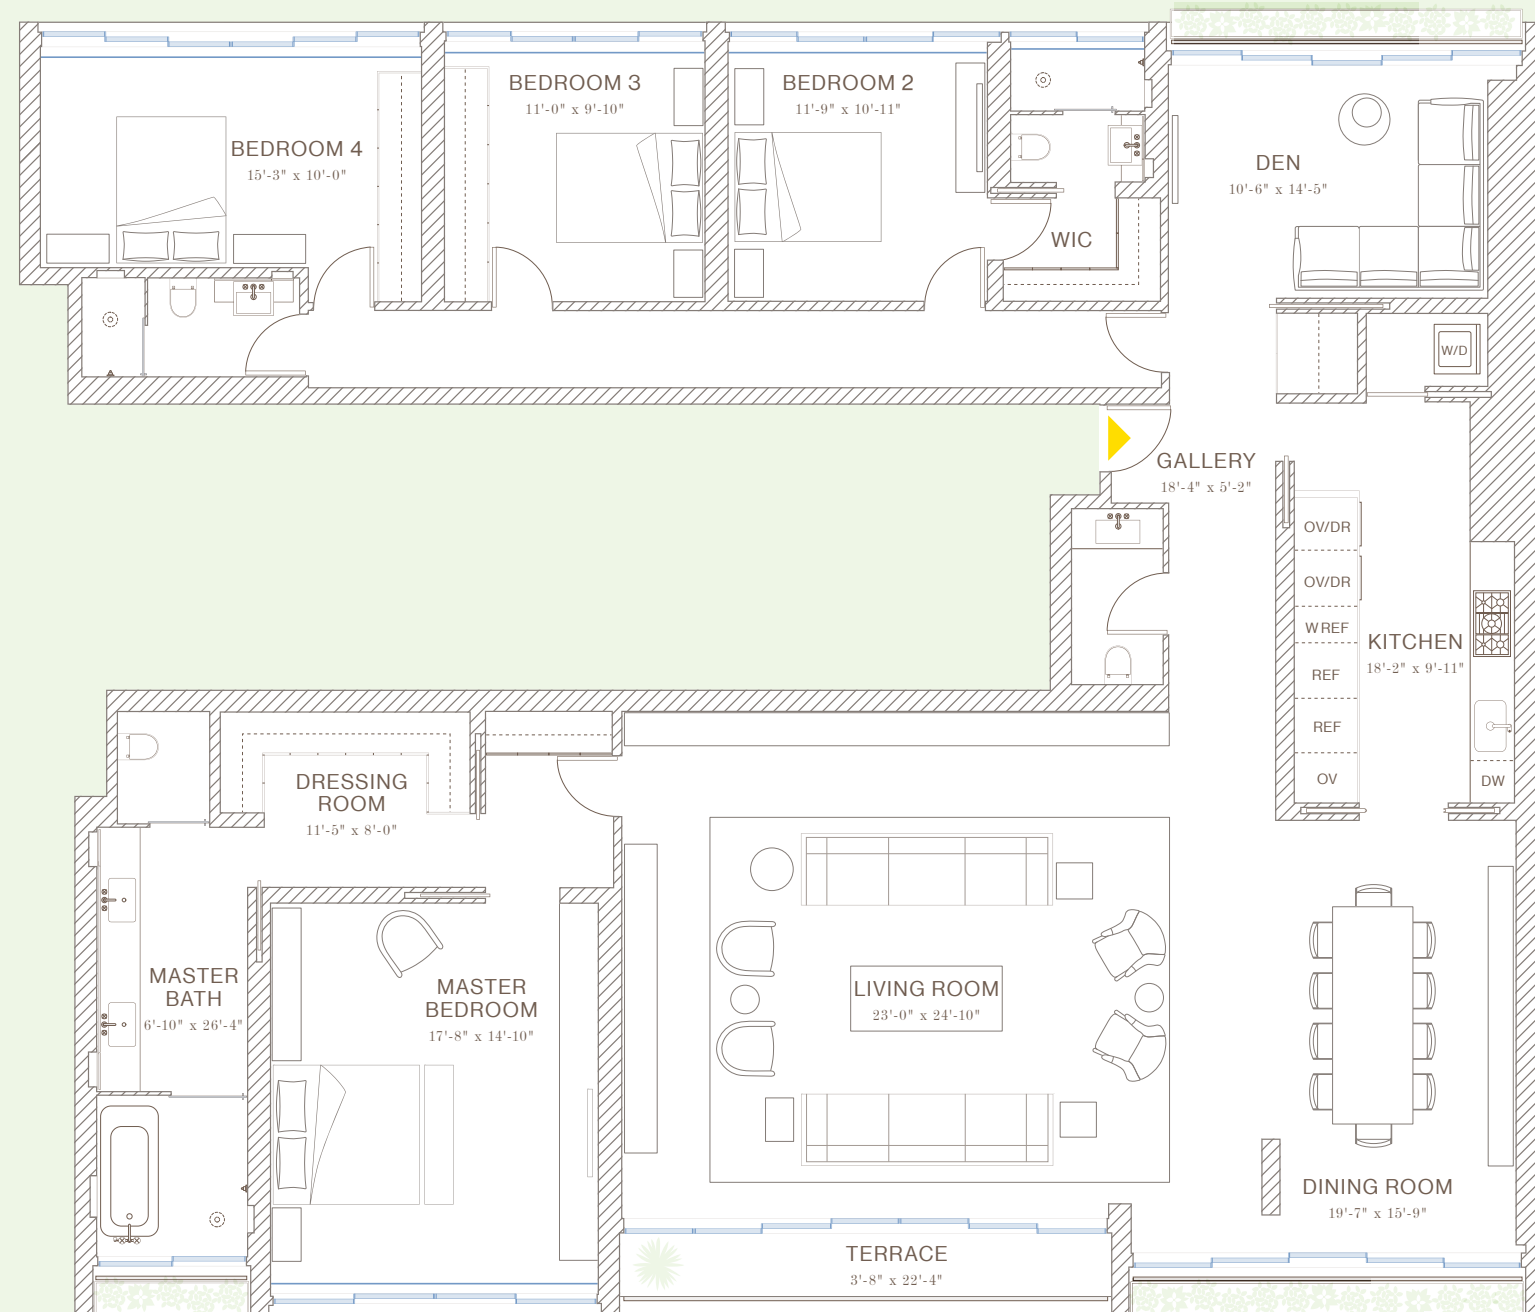 BEDROOM 3
11'-0" x 9'-10"
BEDROOM 2
11'-9" x 10'-11"
BEDROOM 4
15'-3" x 10'-0"
DEN
10'-6" x 14'-5"
WIC
W/D
GALLERY
18'-4" x 5'-2"
OV/DR
OV/DR
W REF
REF
REF
OV
KITCHEN
18'-2" x 9'-11"
DW
DRESSING
ROOM
11'-5" x 8'-0"
MASTER
BATH
6'-10" x 26'-4"
MASTER
BEDROOM
17'-8" x 14'-10"
LIVING ROOM
23'-0" x 24'-10"
DINING ROOM
19'-7" x 15'-9"
TERRACE
3'-8" x 22'-4"